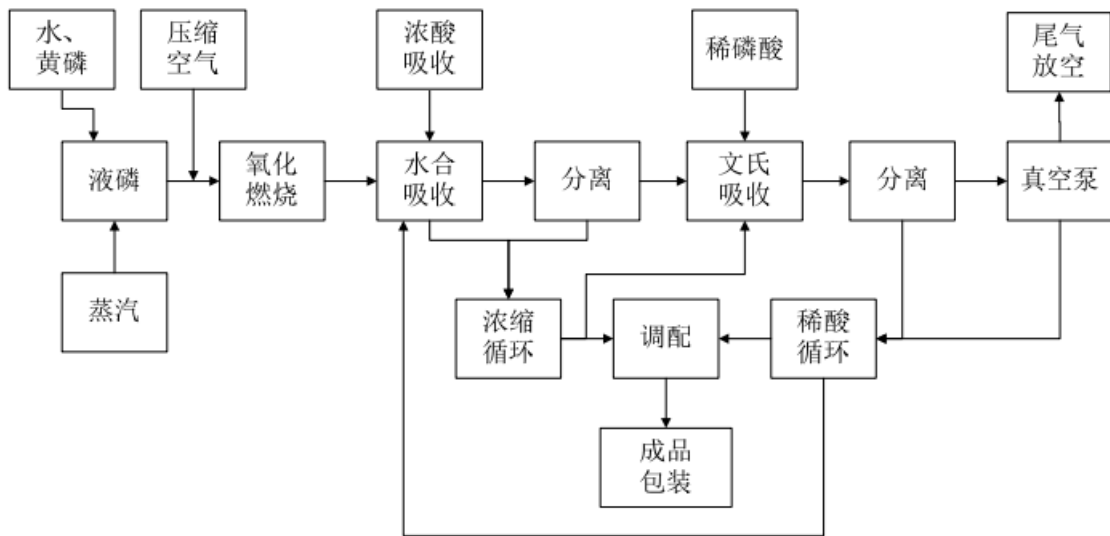 水、
黄磷
压缩
空气
浓酸
吸收
稀磷酸
尾气
放空
液磷
氧化
燃烧
水合
吸收
分离
文氏
吸收
分离
真空泵
蒸汽
浓缩
循环
调配
稀酸
循环
成品
包装